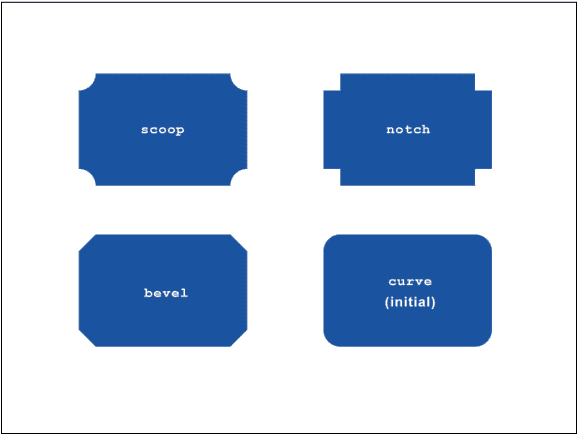 scoop
notch
bevel
curve
(initial)